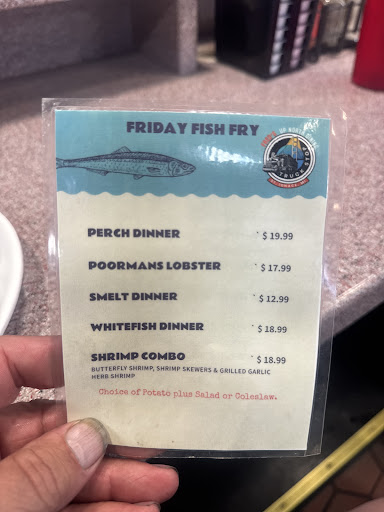 FRIDAY FISH FRY
TRUCK STOP
PERCH DINNER $ 19.99
POORMANS LOBSTER $ 17.99
SMELT DINNER $ 12.99
WHITEFISH DINNER $ 18.99
SHRIMP COMBO $ 18.99
BUTTERFLY SHRIMP, SHRIMP SKEWERS & GRILLED GARLIC
HERB SHRIMP
Choice of Potato plus Salad or Coleslaw.